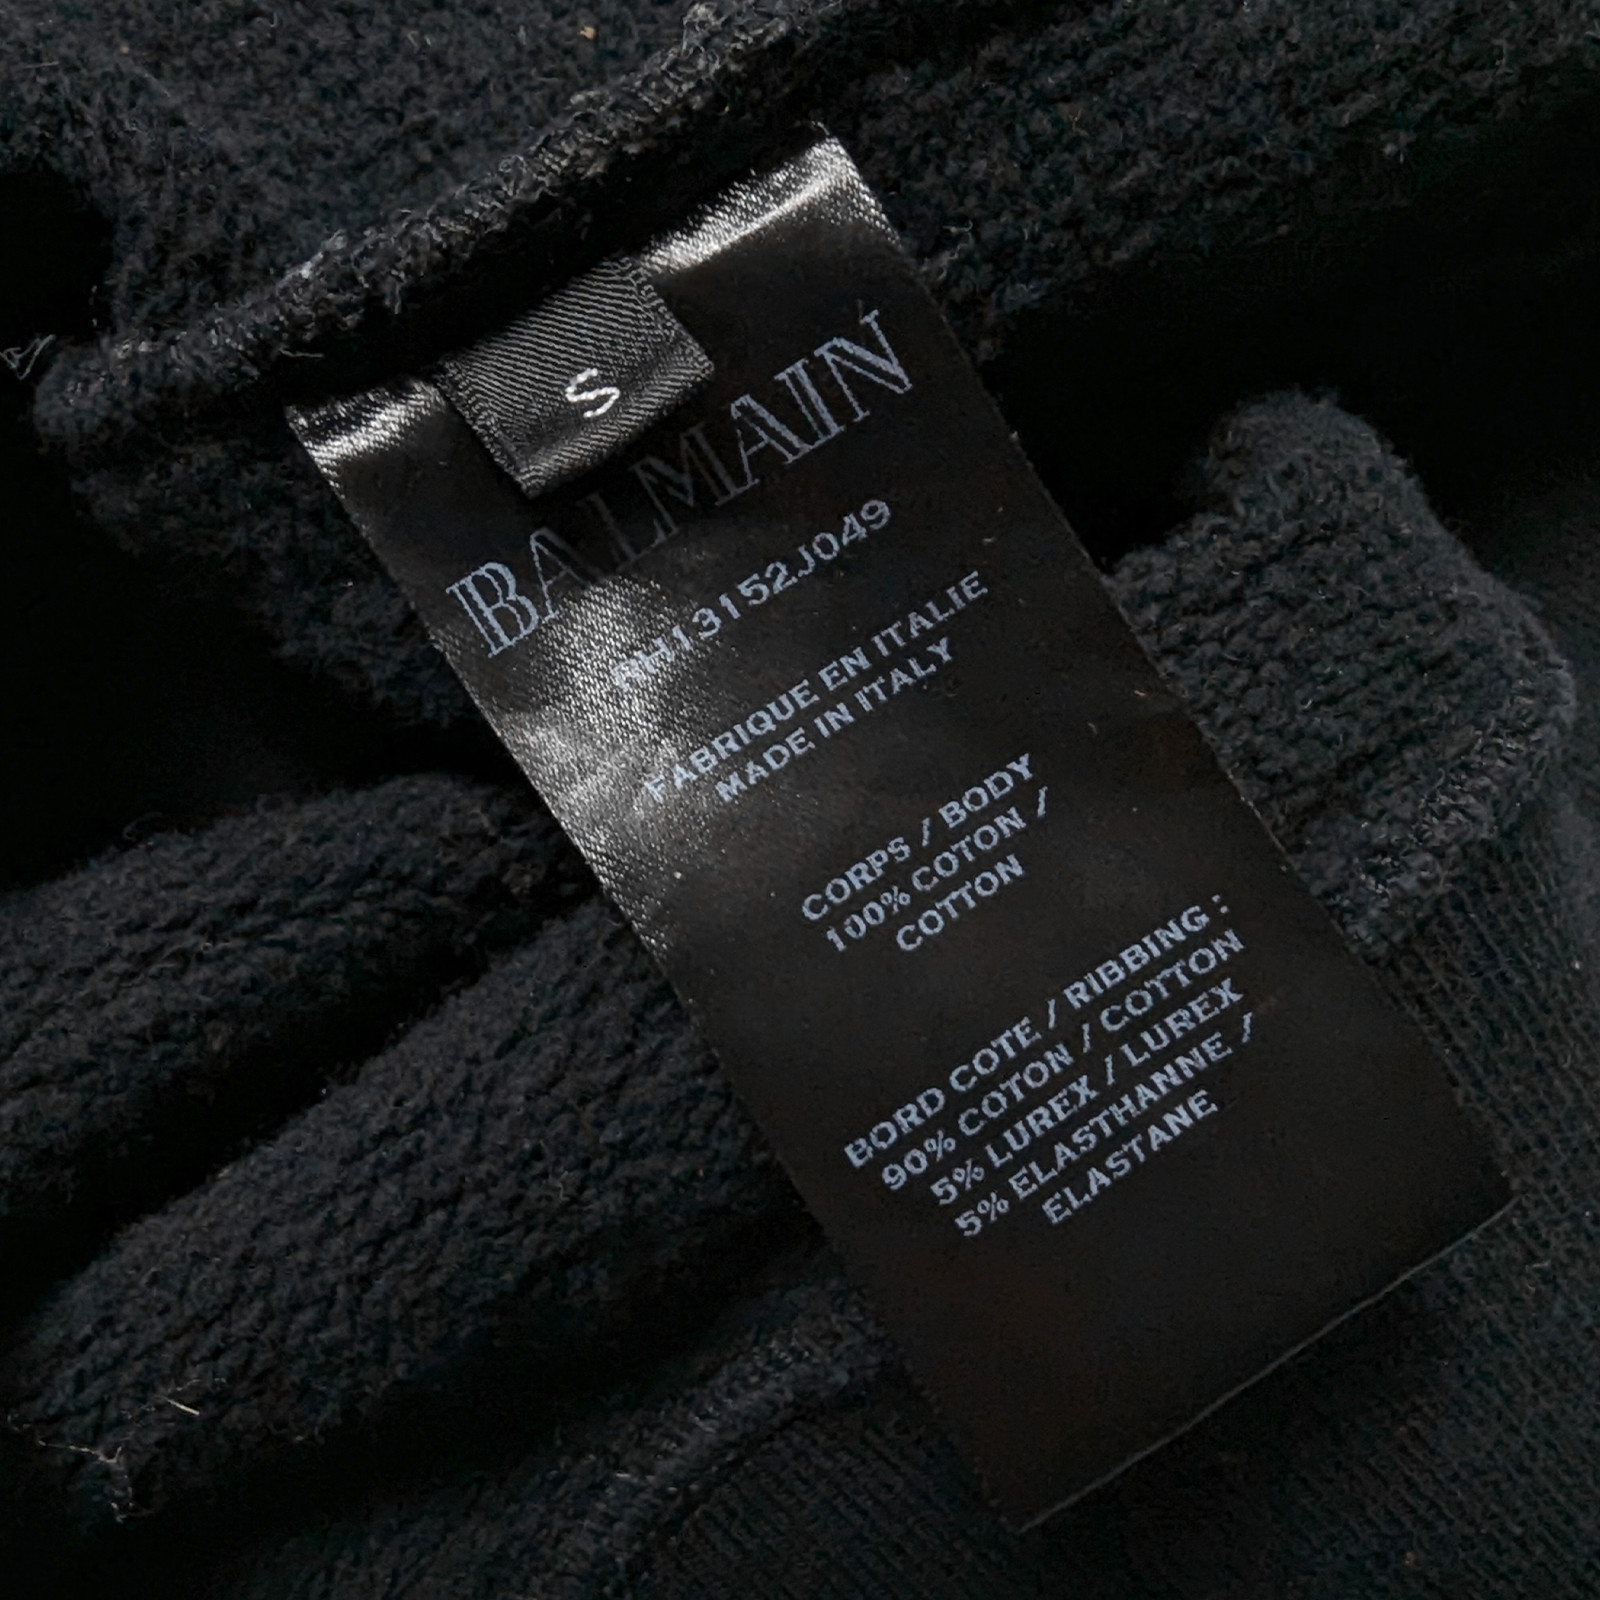 S
BALMAIN
RH13152J049
FABRIQUE EN ITALIE
MADE IN ITALY
CORPS / BODY
100% COTON /
COTTON
BORD COTE / RIBBING :
90% COTON / COTTON
5% LUREX / LUREX
5% ELASTHANNE /
ELASTANE